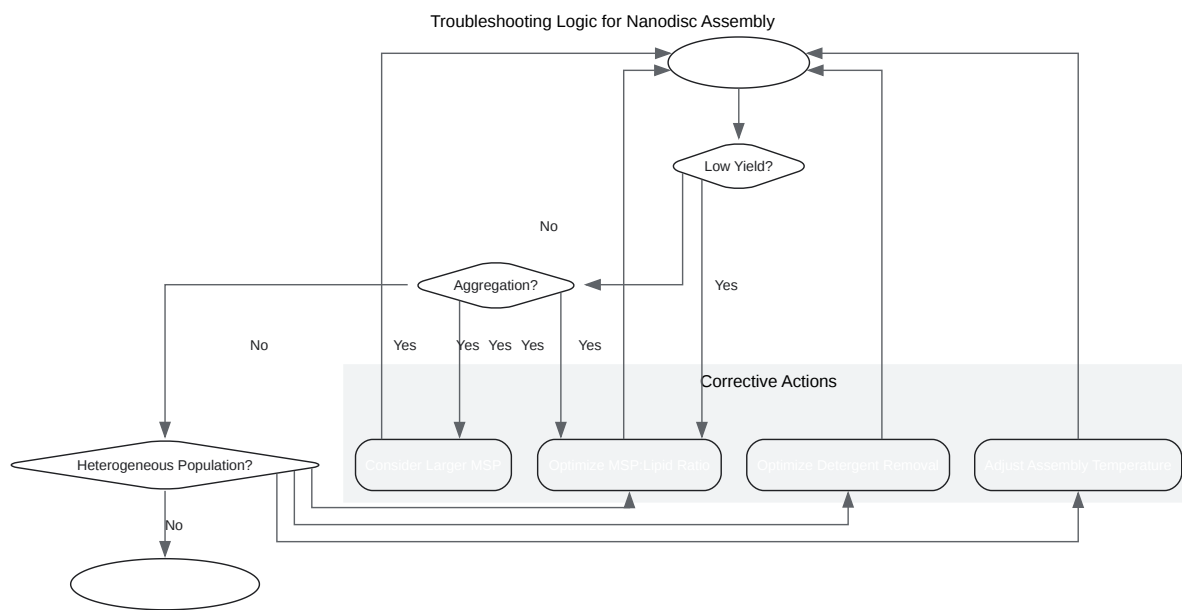 Troubleshooting Logic for Nanodisc Assembly
Low Yield?
No
Aggregation?
Yes
No
Yes
Yes
Yes
Yes
Yes
Corrective Actions
Heterogeneous Population?
Consider Larger MSP
Optimize MSP:Lipid Ratio
Optimize Detergent Removal
Adjust Assembly Temperature
No